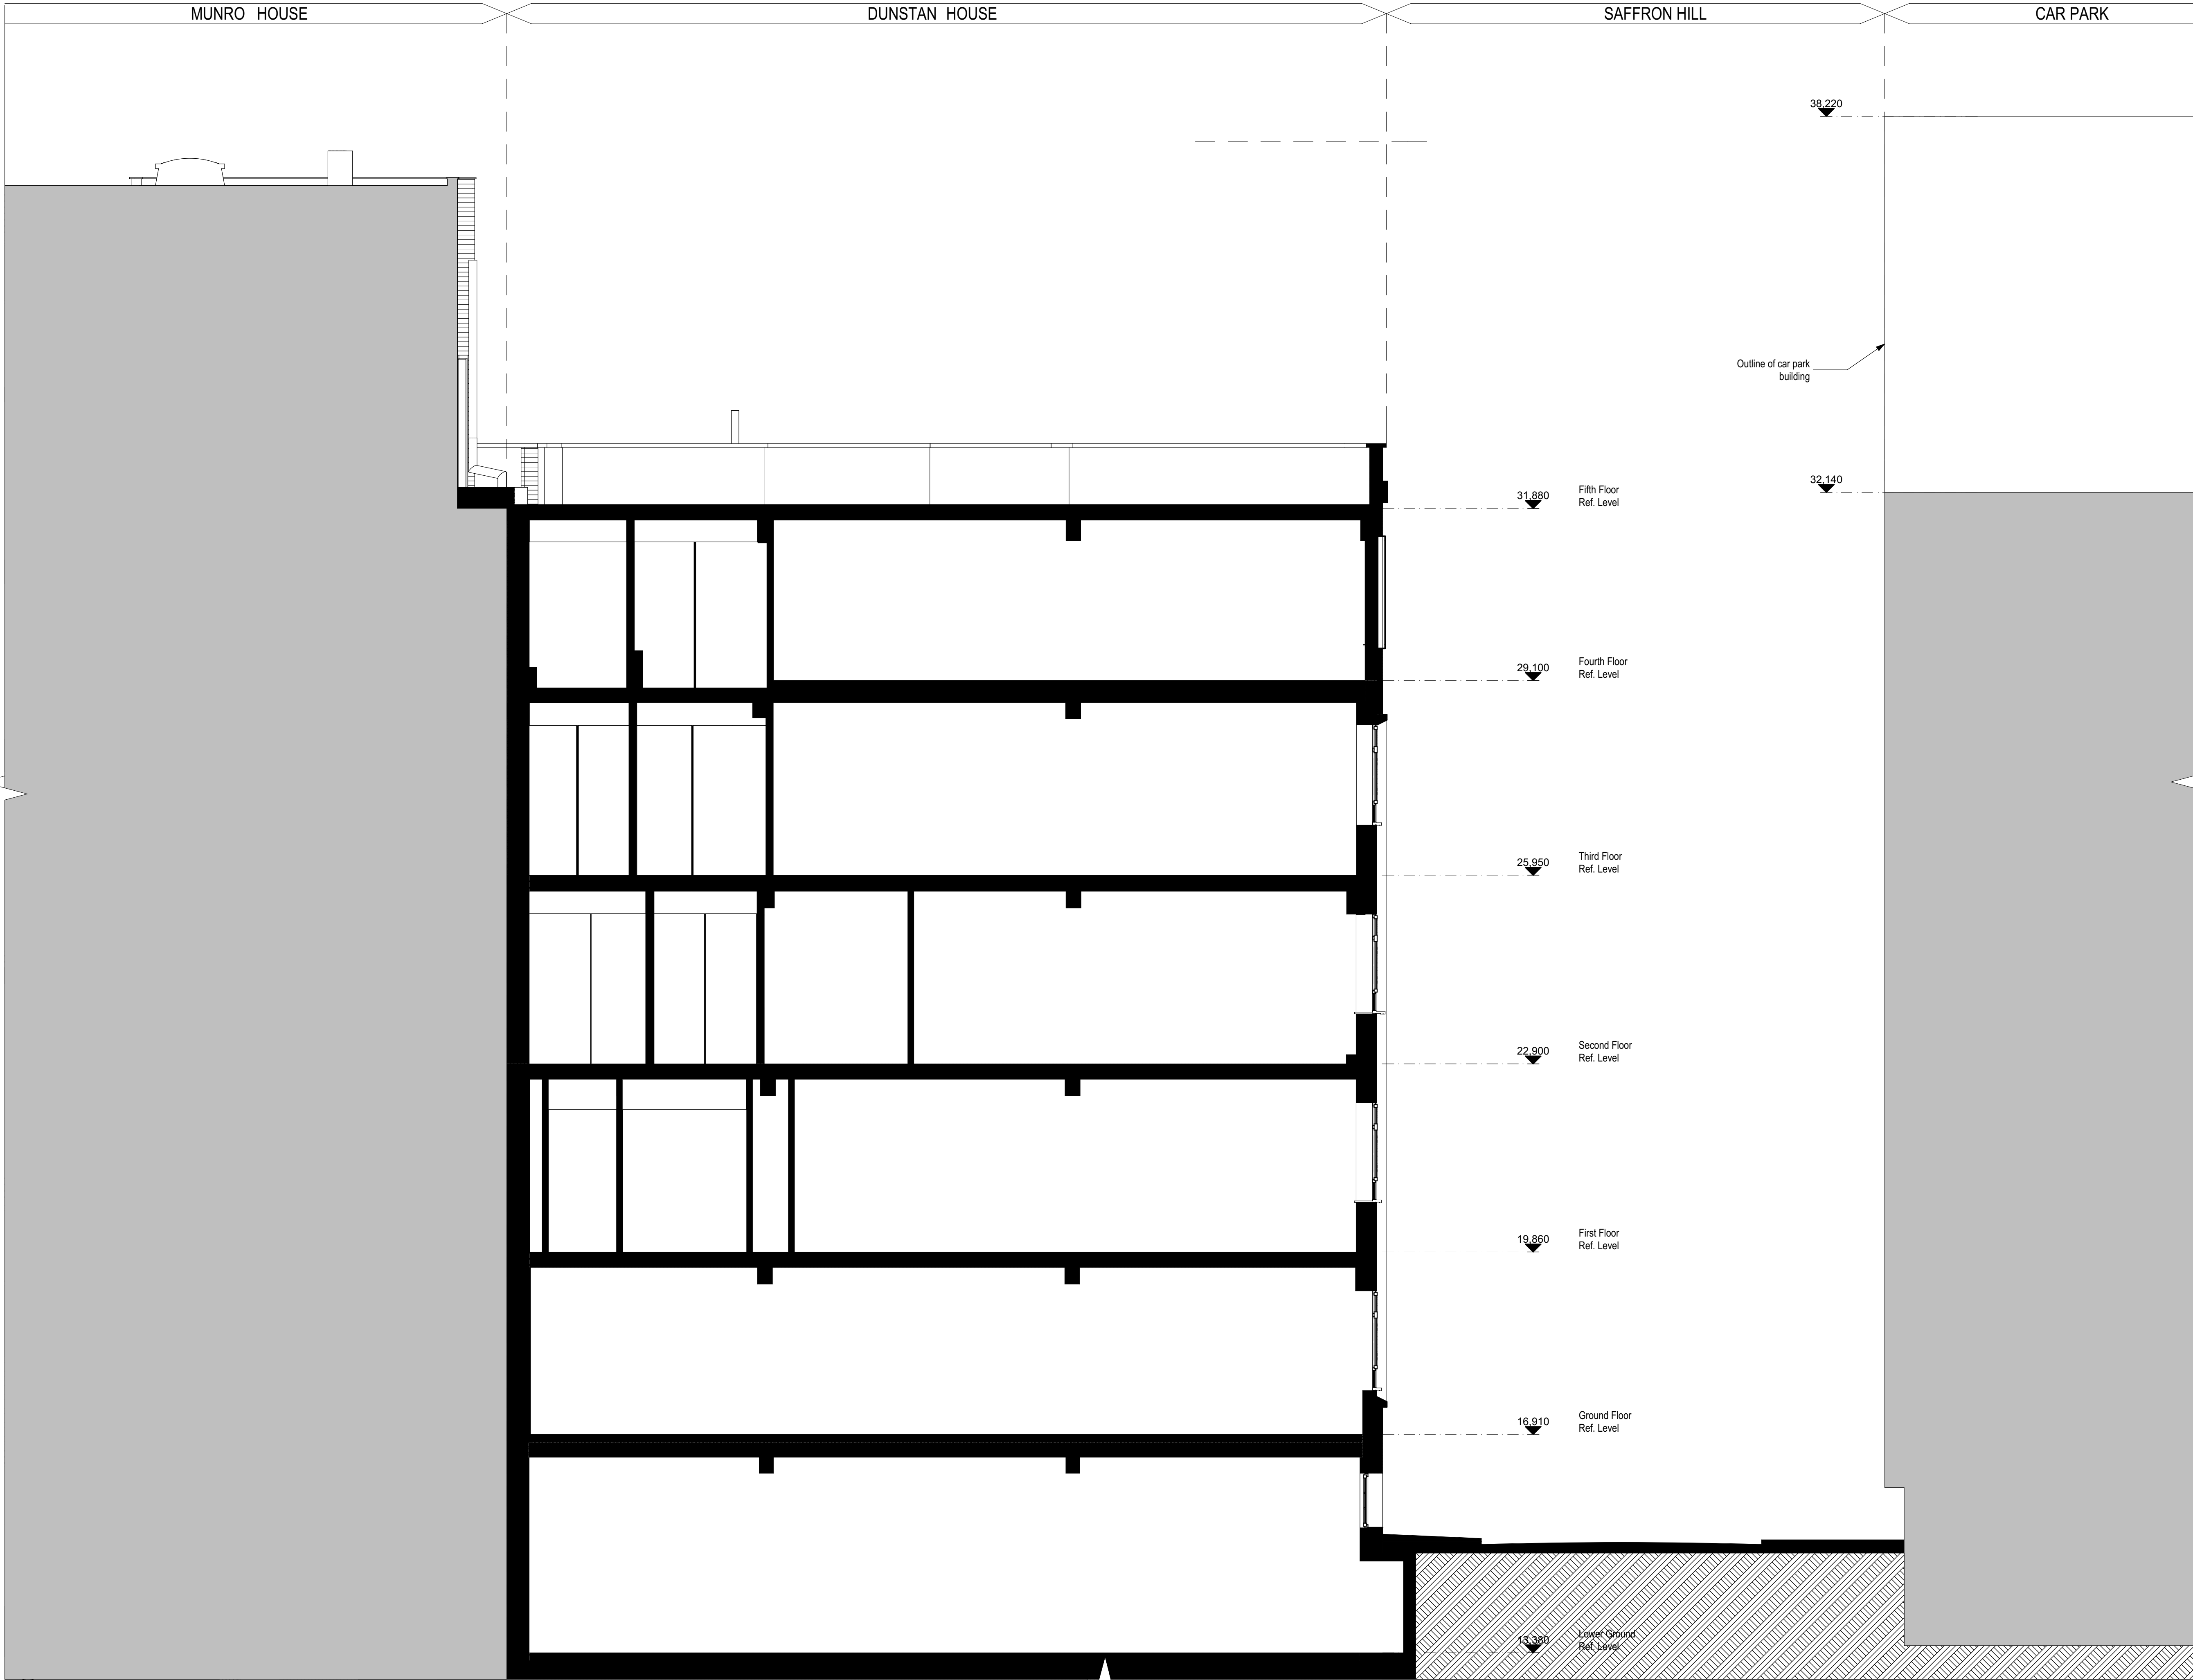 MUNRO HOUSE
DUNSTAN HOUSE
SAFFRON HILL
CAR PARK
38,220
Outline of car park
building
32,140
31,880
Fifth Floor
Ref. Level
29,100
Fourth Floor
Ref. Level
25,950
Third Floor
Ref. Level
22,900
Second Floor
Ref. Level
19,860
First Floor
Ref. Level
16,910
Ground Floor
Ref. Level
13,380
Lower Ground
Ref. Level